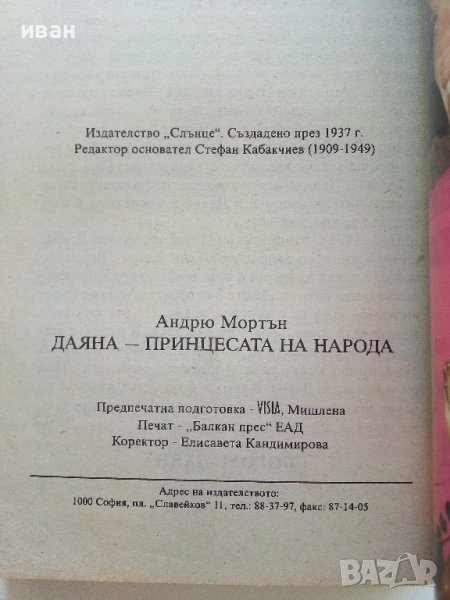 иван
Издателство „Слънце“. Създадено през 1937 г.
Редактор основател Стефан Кабакчиев (1909-1949)
Андрю Мортън
ДАЯНА — ПРИНЦЕСАТА НА НАРОДА
Предпечатна подготовка - VISIA, Мишлена
Печат - „Балкан прес“ ЕАД
Коректор - Елисавета Кандимирова
Адрес на издателството:
1000 София, пл. „Славейков“ 11, тел.: 88-37-97, факс: 87-14-05
BAZAR